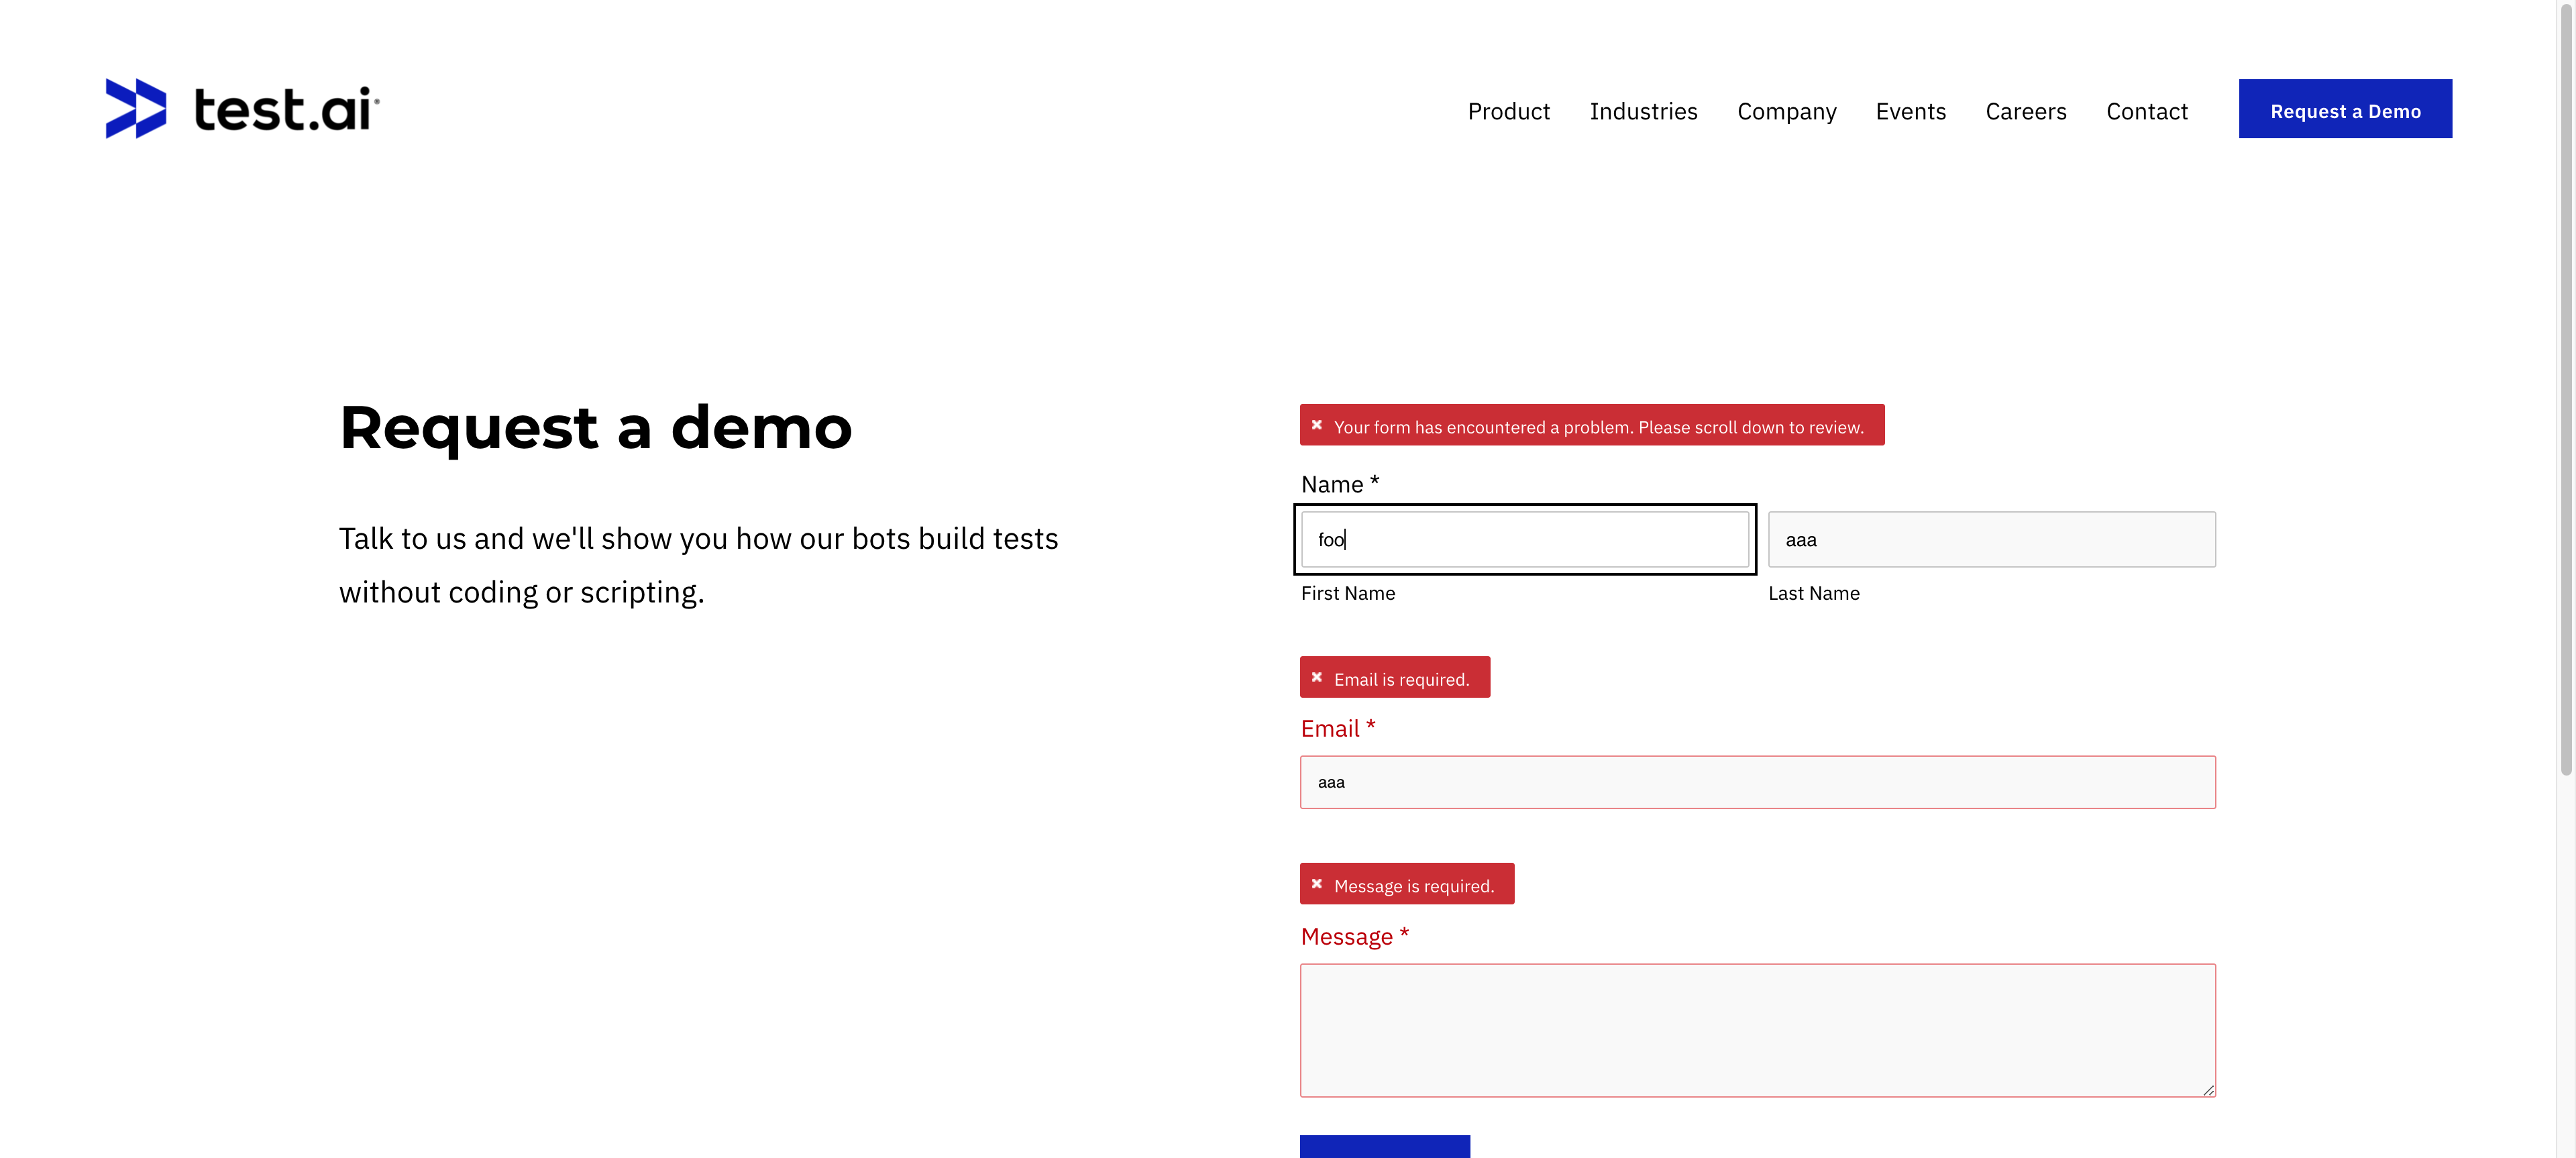 test.ai
Product Industries Company Events Careers Contact Request a Demo
Request a demo
Talk to us and we'll show you how our bots build tests
without coding or scripting.
Your form has encountered a problem. Please scroll down to review.
Name *
foo aaa
First Name Last Name
Email is required.
Email *
aaa
Message is required.
Message *